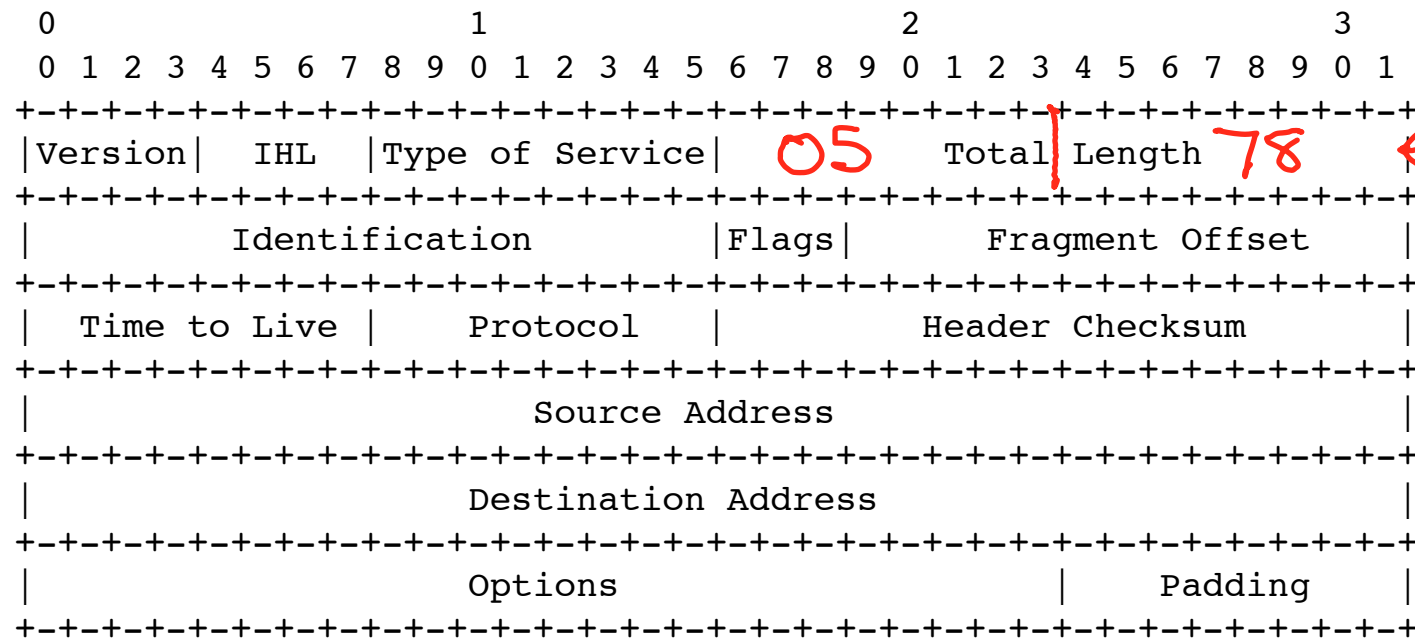 0 1 2 3
0 1 2 3 4 5 6 7 8 9 0 1 2 3 4 5 6 7 8 9 0 1 2 3 4 5 6 7 8 9 0 1
+-+-+-+-+-+-+-+-+-+-+-+-+-+-+-+-+-+-+-+-+-+-+-+-+-+-+-+-+-+-+-+-+
|Version| IHL |Type of Service| 05 Total Length 78 |
+-+-+-+-+-+-+-+-+-+-+-+-+-+-+-+-+-+-+-+-+-+-+-+-+-+-+-+-+-+-+-+-+
| Identification |Flags| Fragment Offset |
+-+-+-+-+-+-+-+-+-+-+-+-+-+-+-+-+-+-+-+-+-+-+-+-+-+-+-+-+-+-+-+-+
| Time to Live | Protocol | Header Checksum |
+-+-+-+-+-+-+-+-+-+-+-+-+-+-+-+-+-+-+-+-+-+-+-+-+-+-+-+-+-+-+-+-+
| Source Address |
+-+-+-+-+-+-+-+-+-+-+-+-+-+-+-+-+-+-+-+-+-+-+-+-+-+-+-+-+-+-+-+-+
| Destination Address |
+-+-+-+-+-+-+-+-+-+-+-+-+-+-+-+-+-+-+-+-+-+-+-+-+-+-+-+-+-+-+-+-+
| Options | Padding |
+-+-+-+-+-+-+-+-+-+-+-+-+-+-+-+-+-+-+-+-+-+-+-+-+-+-+-+-+-+-+-+-+